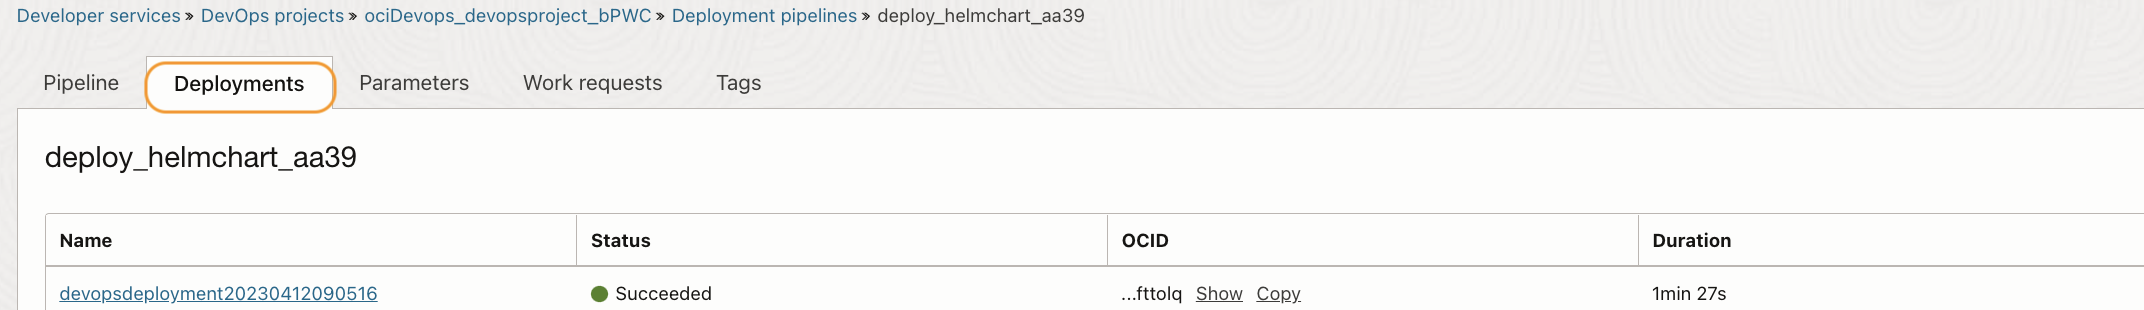 Developer services » DevOps projects » ociDevops_devopsproject_bPWC » Deployment pipelines » deploy_helmchart_aa39
Pipeline Deployments Parameters Work requests Tags
deploy_helmchart_aa39
Name Status OCID Duration
devopsdeployment20230412090516 Succeeded ...fttolq Show Copy 1min 27s